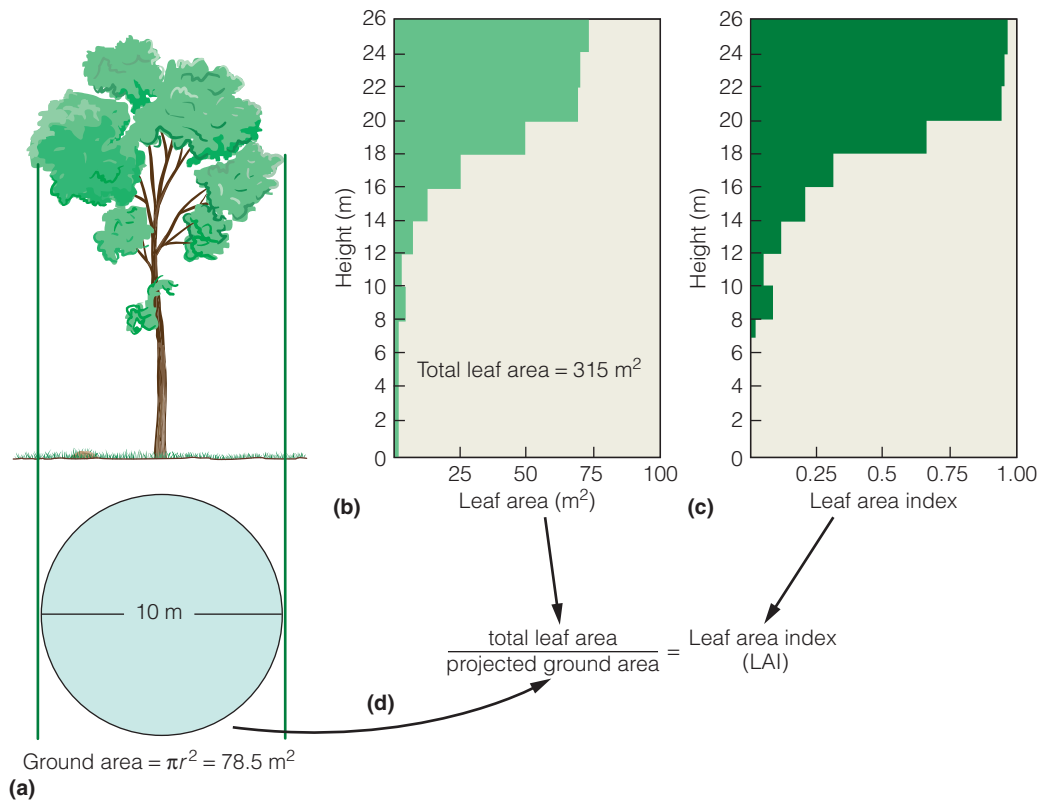 10 m
Ground area = πr² = 78.5 m²
(a)
26
24
22
20
18
16
14
12
10
8
6
4
2
0
Height (m)
Total leaf area = 315 m²
25 50 75 100
Leaf area (m²)
(b)
26
24
22
20
18
16
14
12
10
8
6
4
2
0
Height (m)
0.25 0.5 0.75 1.00
Leaf area index
(c)
total leaf area
projected ground area
=
Leaf area index
(LAI)
(d)